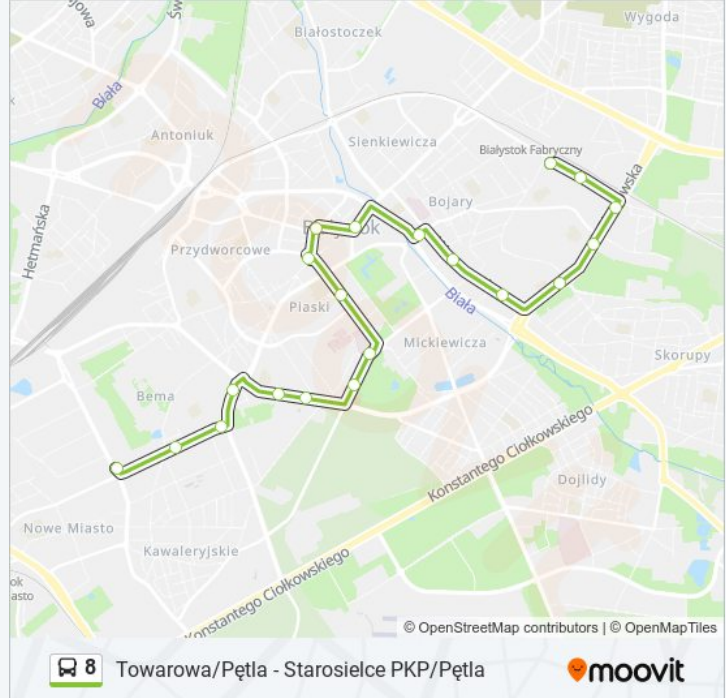 Wygoda
Białostoczek
Biała
Antoniuk
Sienkiewicza
Białystok Fabryczny
Bojary
Hetmańska
Przydworcowe
Piaski
Biała
Mickiewicza
Skorupy
Bema
Konstantego Ciołkowskiego
Dojlidy
Nowe Miasto
Kawaleryjskie
Konstantego Ciołkowskiego
© OpenStreetMap contributors | © OpenMapTiles
8 Towarowa/Pętla - Starosielce PKP/Pętla
moovit